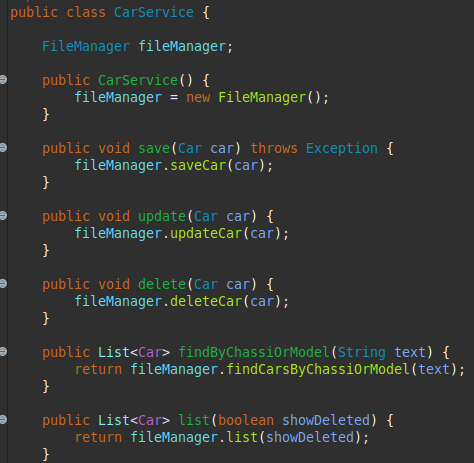 public class CarService {
FileManager fileManager;
public CarService() {
fileManager = new FileManager();
}
public void save(Car car) throws Exception {
fileManager.saveCar(car);
}
public void update(Car car) {
fileManager.updateCar(car);
}
public void delete(Car car) {
fileManager.deleteCar(car);
}
public List<Car> findByChassiOrModel(String text) {
return fileManager.findCarsByChassiOrModel(text);
}
public List<Car> list(boolean showDeleted) {
return fileManager.list(showDeleted);
}